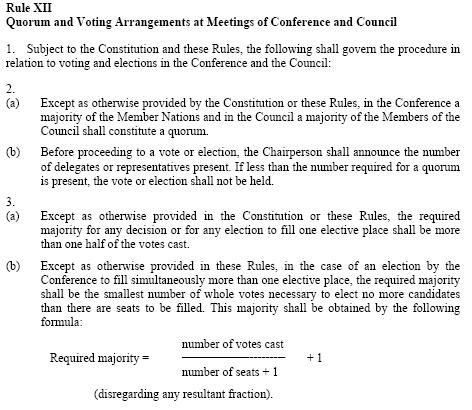 Rule XII
Quorum and Voting Arrangements at Meetings of Conference and Council
1. Subject to the Constitution and these Rules, the following shall govern the procedure in
relation to voting and elections in the Conference and the Council:
2.
(a) Except as otherwise provided by the Constitution or these Rules, in the Conference a
majority of the Member Nations and in the Council a majority of the Members of the
Council shall constitute a quorum.
(b) Before proceeding to a vote or election, the Chairperson shall announce the number
of delegates or representatives present. If less than the number required for a quorum
is present, the vote or election shall not be held.
3.
(a) Except as otherwise provided in the Constitution or these Rules, the required
majority for any decision or for any election to fill one elective place shall be more
than one half of the votes cast.
(b) Except as otherwise provided in these Rules, in the case of an election by the
Conference to fill simultaneously more than one elective place, the required majority
shall be the smallest number of whole votes necessary to elect no more candidates
than there are seats to be filled. This majority shall be obtained by the following
formula:
number of votes cast
Required majority = ---------------------- + 1
number of seats + 1
(disregarding any resultant fraction).